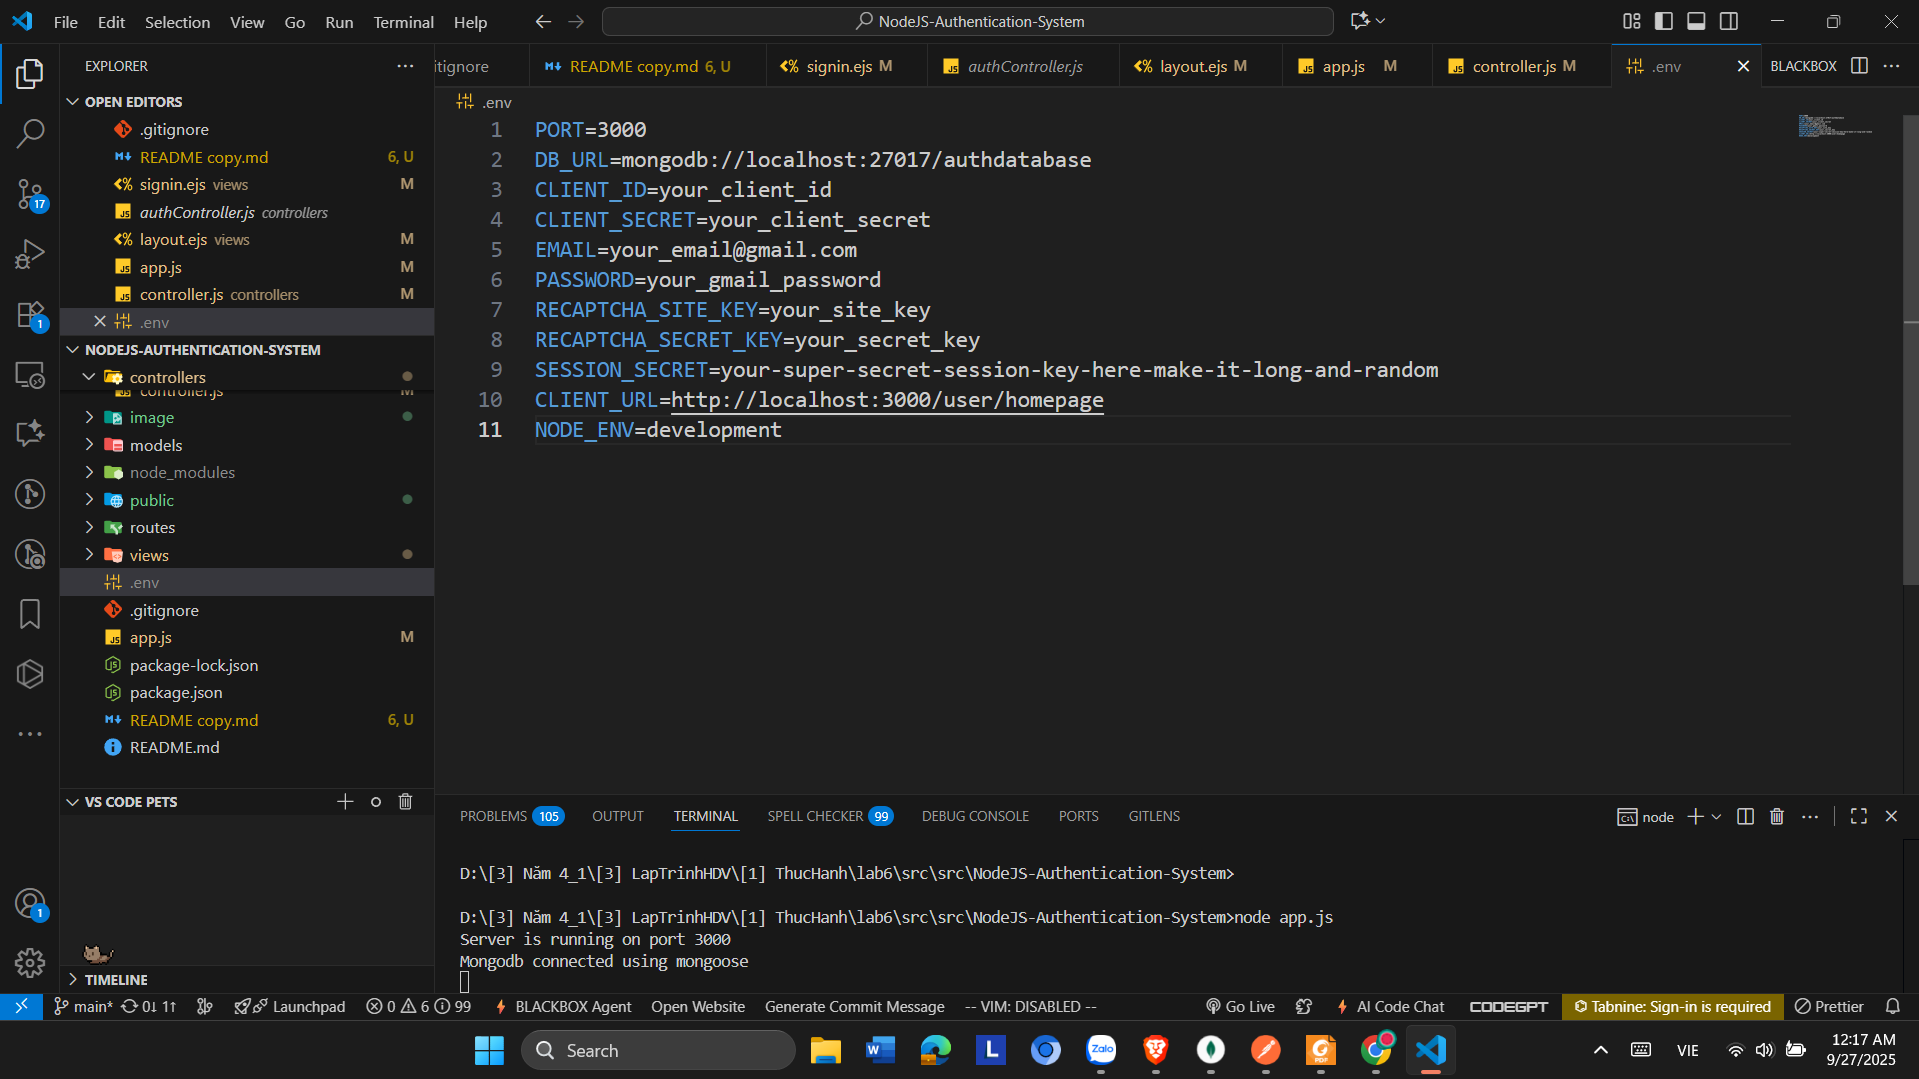 File Edit Selection View Go Run Terminal Help
NodeJS-Authentication-System
EXPLORER
OPEN EDITORS
.gitignore
README copy.md 6, U
signin.ejs views M
authController.js controllers
layout.ejs views M
app.js M
controller.js controllers M
.env
NODEJS-AUTHENTICATION-SYSTEM
controllers
controller.js M
image
models
node_modules
public
routes
views
.env
.gitignore
app.js M
package-lock.json
package.json
README copy.md 6, U
README.md
VS CODE PETS
TIMELINE
17
1
1
itignore README copy.md 6, U signin.ejs M authController.js layout.ejs M app.js M controller.js M .env BLACKBOX
.env
1 PORT=3000
2 DB_URL=mongodb://localhost:27017/authdatabase
3 CLIENT_ID=your_client_id
4 CLIENT_SECRET=your_client_secret
5 EMAIL=your_email@gmail.com
6 PASSWORD=your_gmail_password
7 RECAPTCHA_SITE_KEY=your_site_key
8 RECAPTCHA_SECRET_KEY=your_secret_key
9 SESSION_SECRET=your-super-secret-session-key-here-make-it-long-and-random
10 CLIENT_URL=http://localhost:3000/user/homepage
11 NODE_ENV=development
PROBLEMS 105 OUTPUT TERMINAL SPELL CHECKER 99 DEBUG CONSOLE PORTS GITLENS node
D:\[3] Năm 4_1\[3] LapTrinhHDV\[1] ThucHanh\lab6\src\src\NodeJS-Authentication-System>
D:\[3] Năm 4_1\[3] LapTrinhHDV\[1] ThucHanh\lab6\src\src\NodeJS-Authentication-System>node app.js
Server is running on port 3000
Mongodb connected using mongoose
main* 0↓ 1↑ Launchpad 0 6 99 BLACKBOX Agent Open Website Generate Commit Message -- VIM: DISABLED -- Go Live AI Code Chat CODEGPT Tabnine: Sign-in is required Prettier
Search
VIE
12:17 AM
9/27/2025